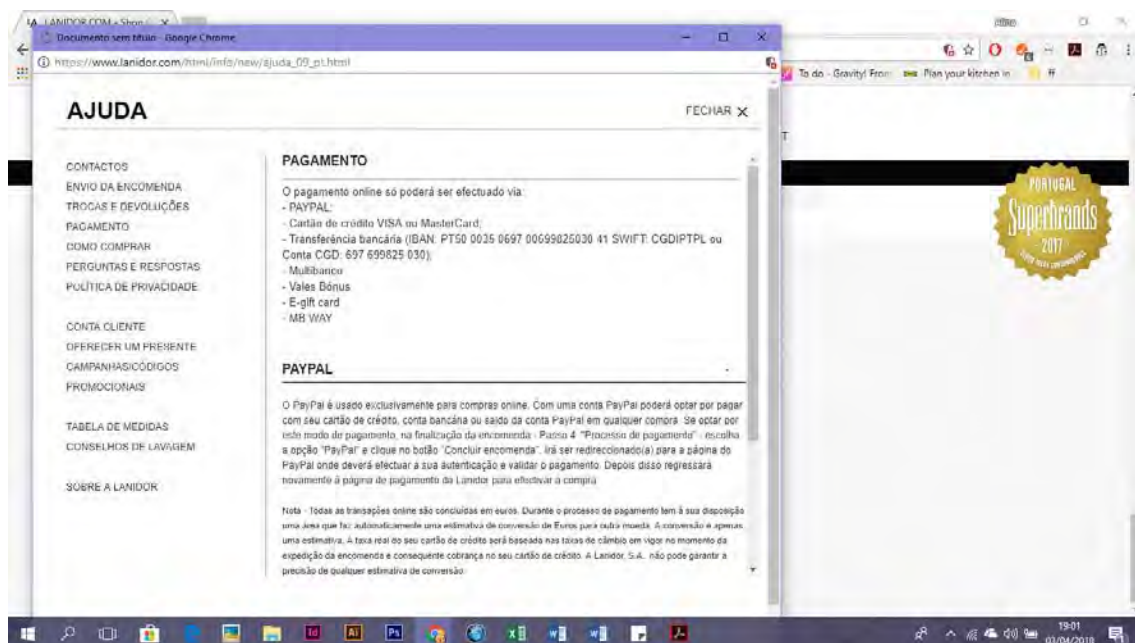 LANIDOR.COM - Shop
Documento sem título - Google Chrome
https://www.lanidor.com/html/info/new/ajuda_09_pt.html
To do - Gravity! From
Plan your kitchen in
ff
AJUDA
FECHAR X
CONTACTOS
ENVIO DA ENCOMENDA
TROCAS E DEVOLUÇÕES
PAGAMENTO
COMO COMPRAR
PERGUNTAS E RESPOSTAS
POLÍTICA DE PRIVACIDADE
CONTA CLIENTE
OFERECER UM PRESENTE
CAMPANHAS/CÓDIGOS
PROMOCIONAIS
TABELA DE MEDIDAS
CONSELHOS DE LAVAGEM
SOBRE A LANIDOR
PAGAMENTO
O pagamento online só poderá ser efectuado via:
- PAYPAL;
- Cartão de crédito VISA ou MasterCard;
- Transferência bancária (IBAN: PT50 0035 0697 00699825030 41 SWIFT: CGDIPTPL ou
Conta CGD: 697 699825 030);
- Multibanco
- Vales Bónus
- E-gift card
- MB WAY
PAYPAL
-
O PayPal é usado exclusivamente para compras online. Com uma conta PayPal poderá optar por pagar
com seu cartão de crédito, conta bancária ou saldo da conta PayPal em qualquer compra. Se optar por
este modo de pagamento, na finalização da encomenda - Passo 4 "Processo de pagamento" - escolha
a opção "PayPal" e clique no botão "Concluir encomenda". Irá ser redireccionado(a) para a página do
PayPal onde deverá efectuar a sua autenticação e validar o pagamento. Depois disso regressará
novamente à página de pagamento da Lanidor para efectivar a compra
Nota - Todas as transações online são concluídas em euros. Durante o processo de pagamento tem à sua disposição
uma área que faz automaticamente uma estimativa de conversão de Euros para outra moeda. A conversão é apenas
uma estimativa. A taxa real do seu cartão de crédito será baseada nas taxas de câmbio em vigor no momento da
expedição da encomenda e consequente cobrança no seu cartão de crédito. A Lanidor, S.A. não pode garantir a
precisão de qualquer estimativa de conversão
T
PORTUGAL
Superbrands
2017
Id
Ai
Ps
19:01
03/04/2018